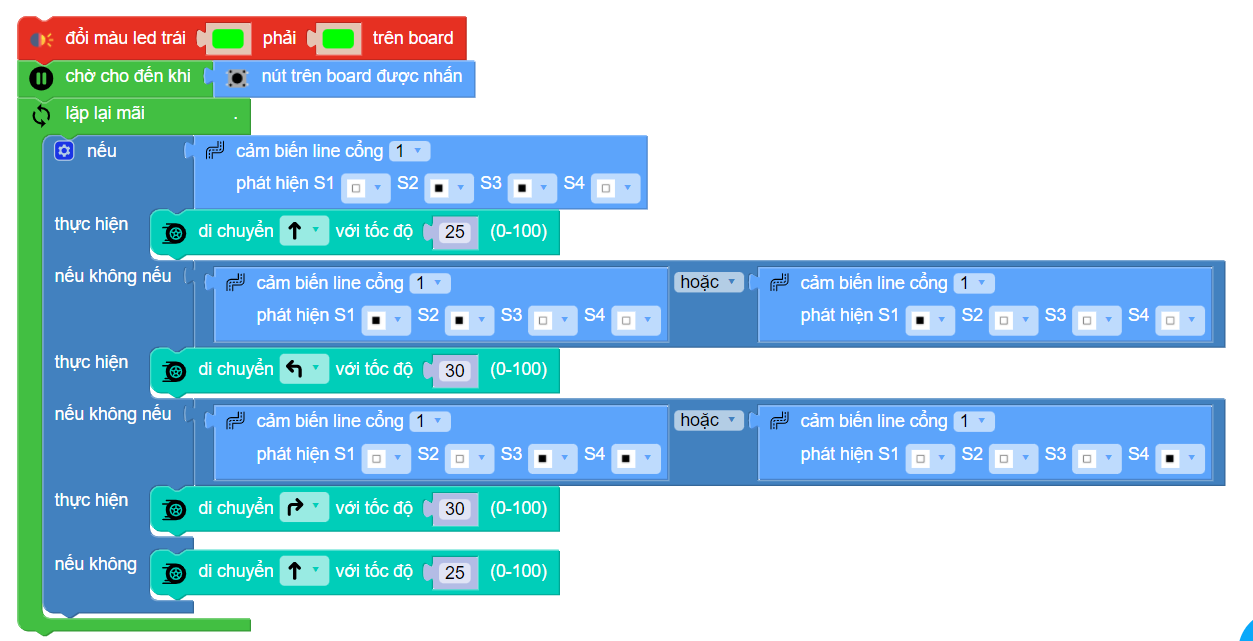 đổi màu led trái phải trên board
chờ cho đến khi nút trên board được nhấn
lặp lại mãi .
nếu cảm biến line cổng 1
phát hiện S1 S2 S3 S4
thực hiện di chuyển với tốc độ 25 (0-100)
nếu không nếu cảm biến line cổng 1 hoặc cảm biến line cổng 1
phát hiện S1 S2 S3 S4 phát hiện S1 S2 S3 S4
thực hiện di chuyển với tốc độ 30 (0-100)
nếu không nếu cảm biến line cổng 1 hoặc cảm biến line cổng 1
phát hiện S1 S2 S3 S4 phát hiện S1 S2 S3 S4
thực hiện di chuyển với tốc độ 30 (0-100)
nếu không di chuyển với tốc độ 25 (0-100)